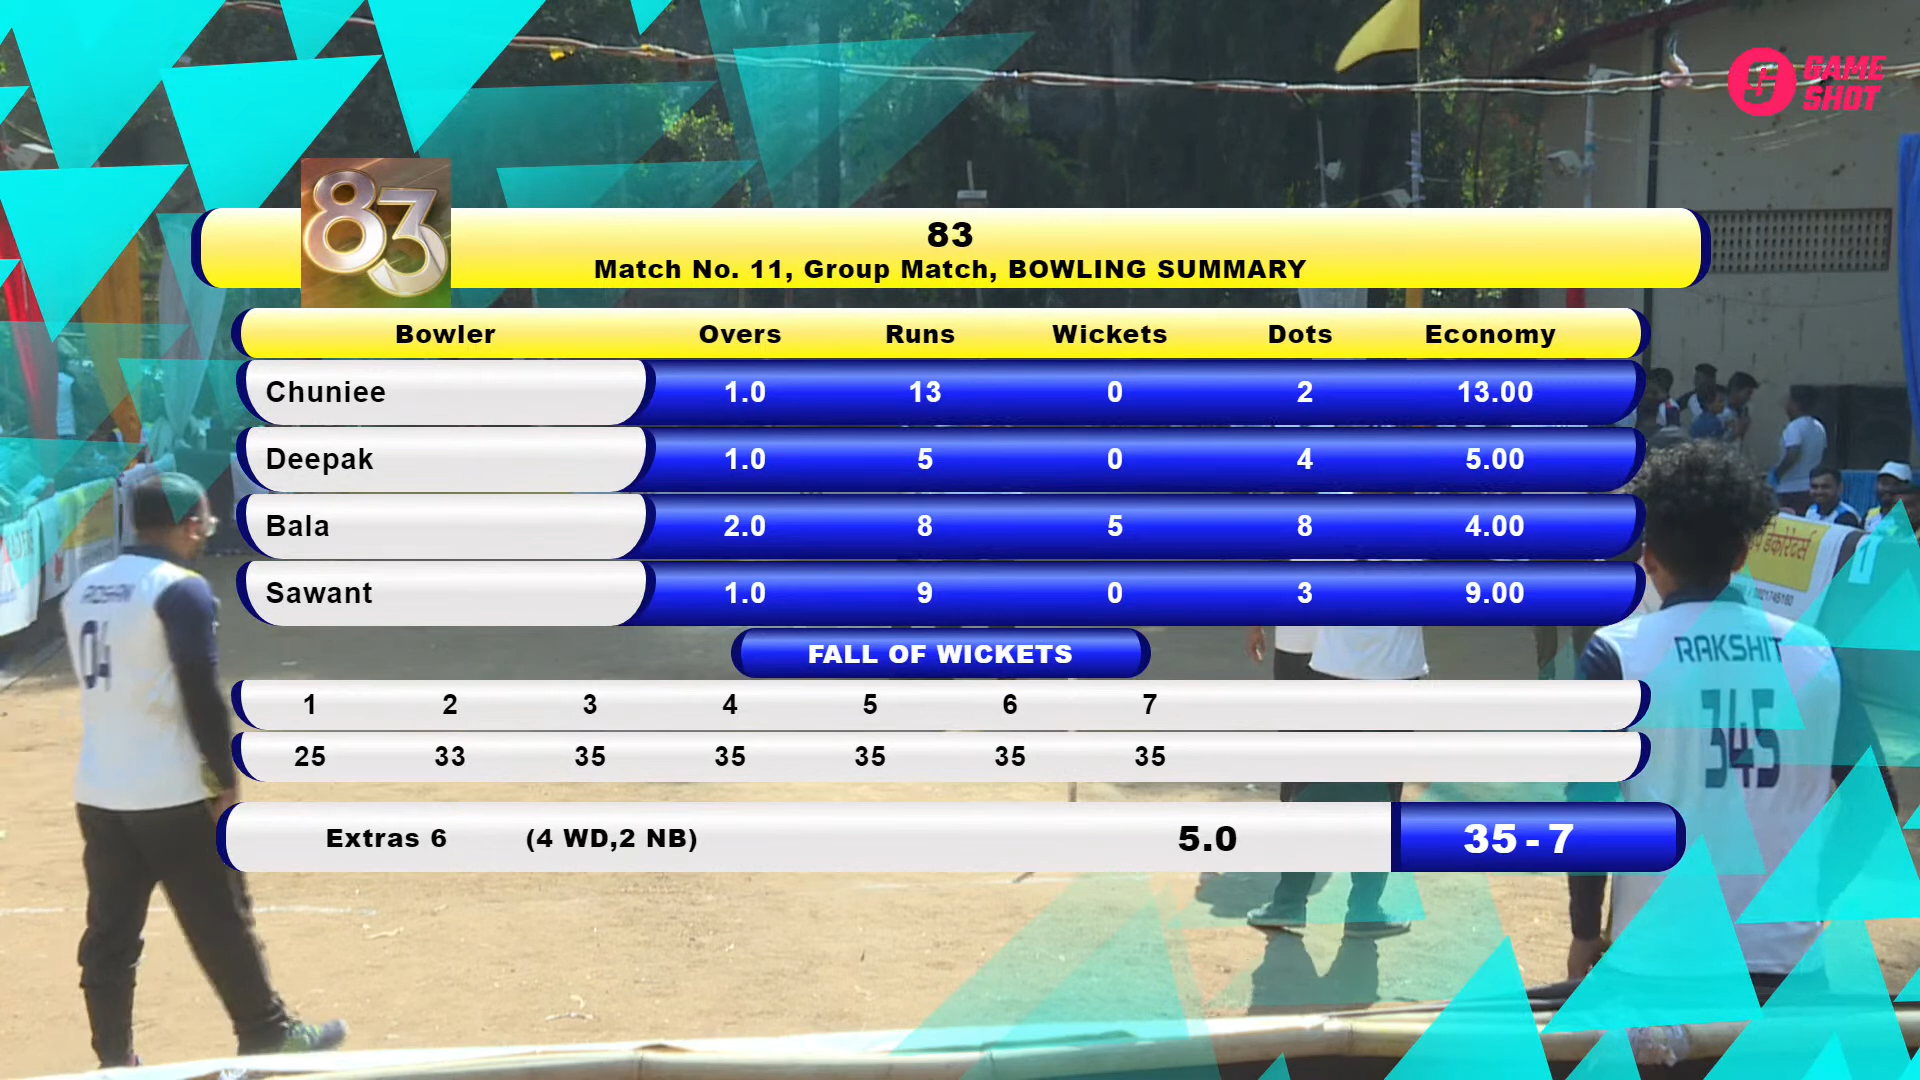 GAME
SHOT
83
83
Match No. 11, Group Match, BOWLING SUMMARY
Bowler Overs Runs Wickets Dots Economy
Chuniee 1.0 13 0 2 13.00
Deepak 1.0 5 0 4 5.00
Bala 2.0 8 5 8 4.00
Sawant 1.0 9 0 3 9.00
FALL OF WICKETS
1 2 3 4 5 6 7
25 33 35 35 35 35 35
Extras 6 (4 WD,2 NB) 5.0 35-7
ROSHAN
04
RAKSHIT
345
डेकोरेटर्स